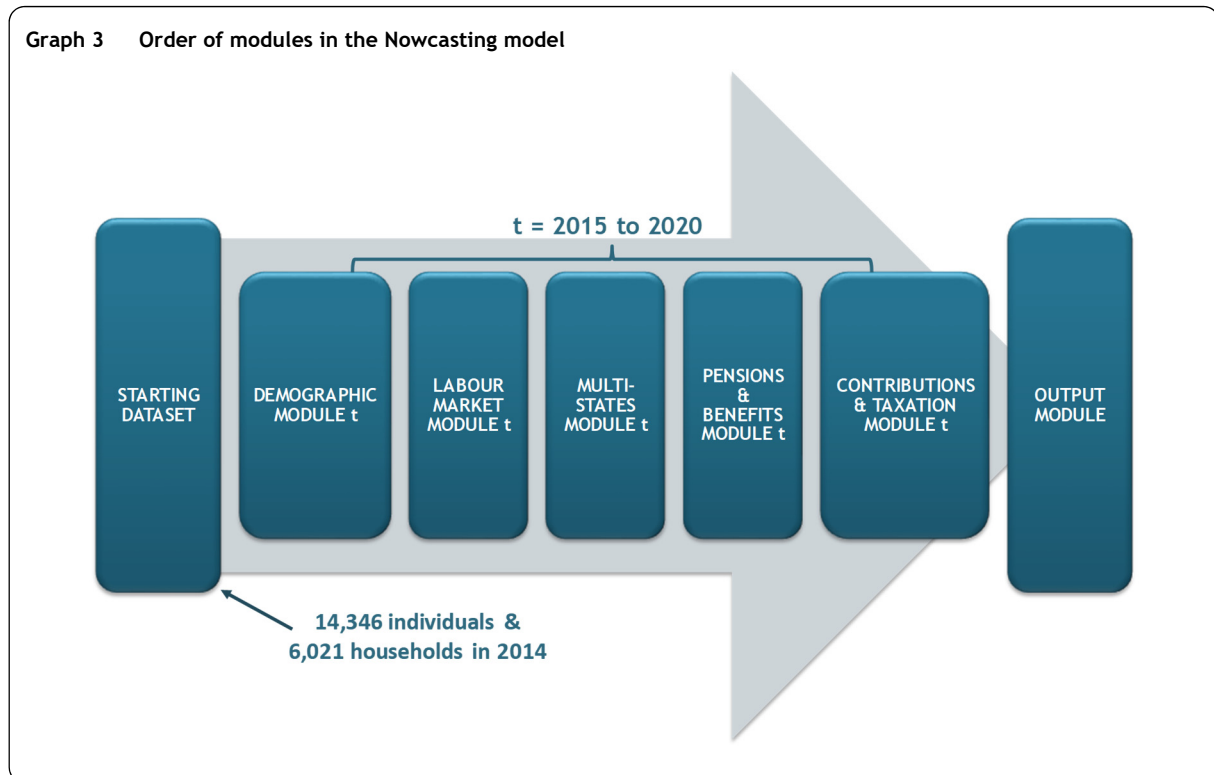 Graph 3 Order of modules in the Nowcasting model
t = 2015 to 2020
STARTING
DATASET
DEMOGRAPHIC
MODULE t
LABOUR
MARKET
MODULE t
MULTI-
STATES
MODULE t
PENSIONS
&
BENEFITS
MODULE t
CONTRIBUTIONS
& TAXATION
MODULE t
OUTPUT
MODULE
14,346 individuals &
6,021 households in 2014